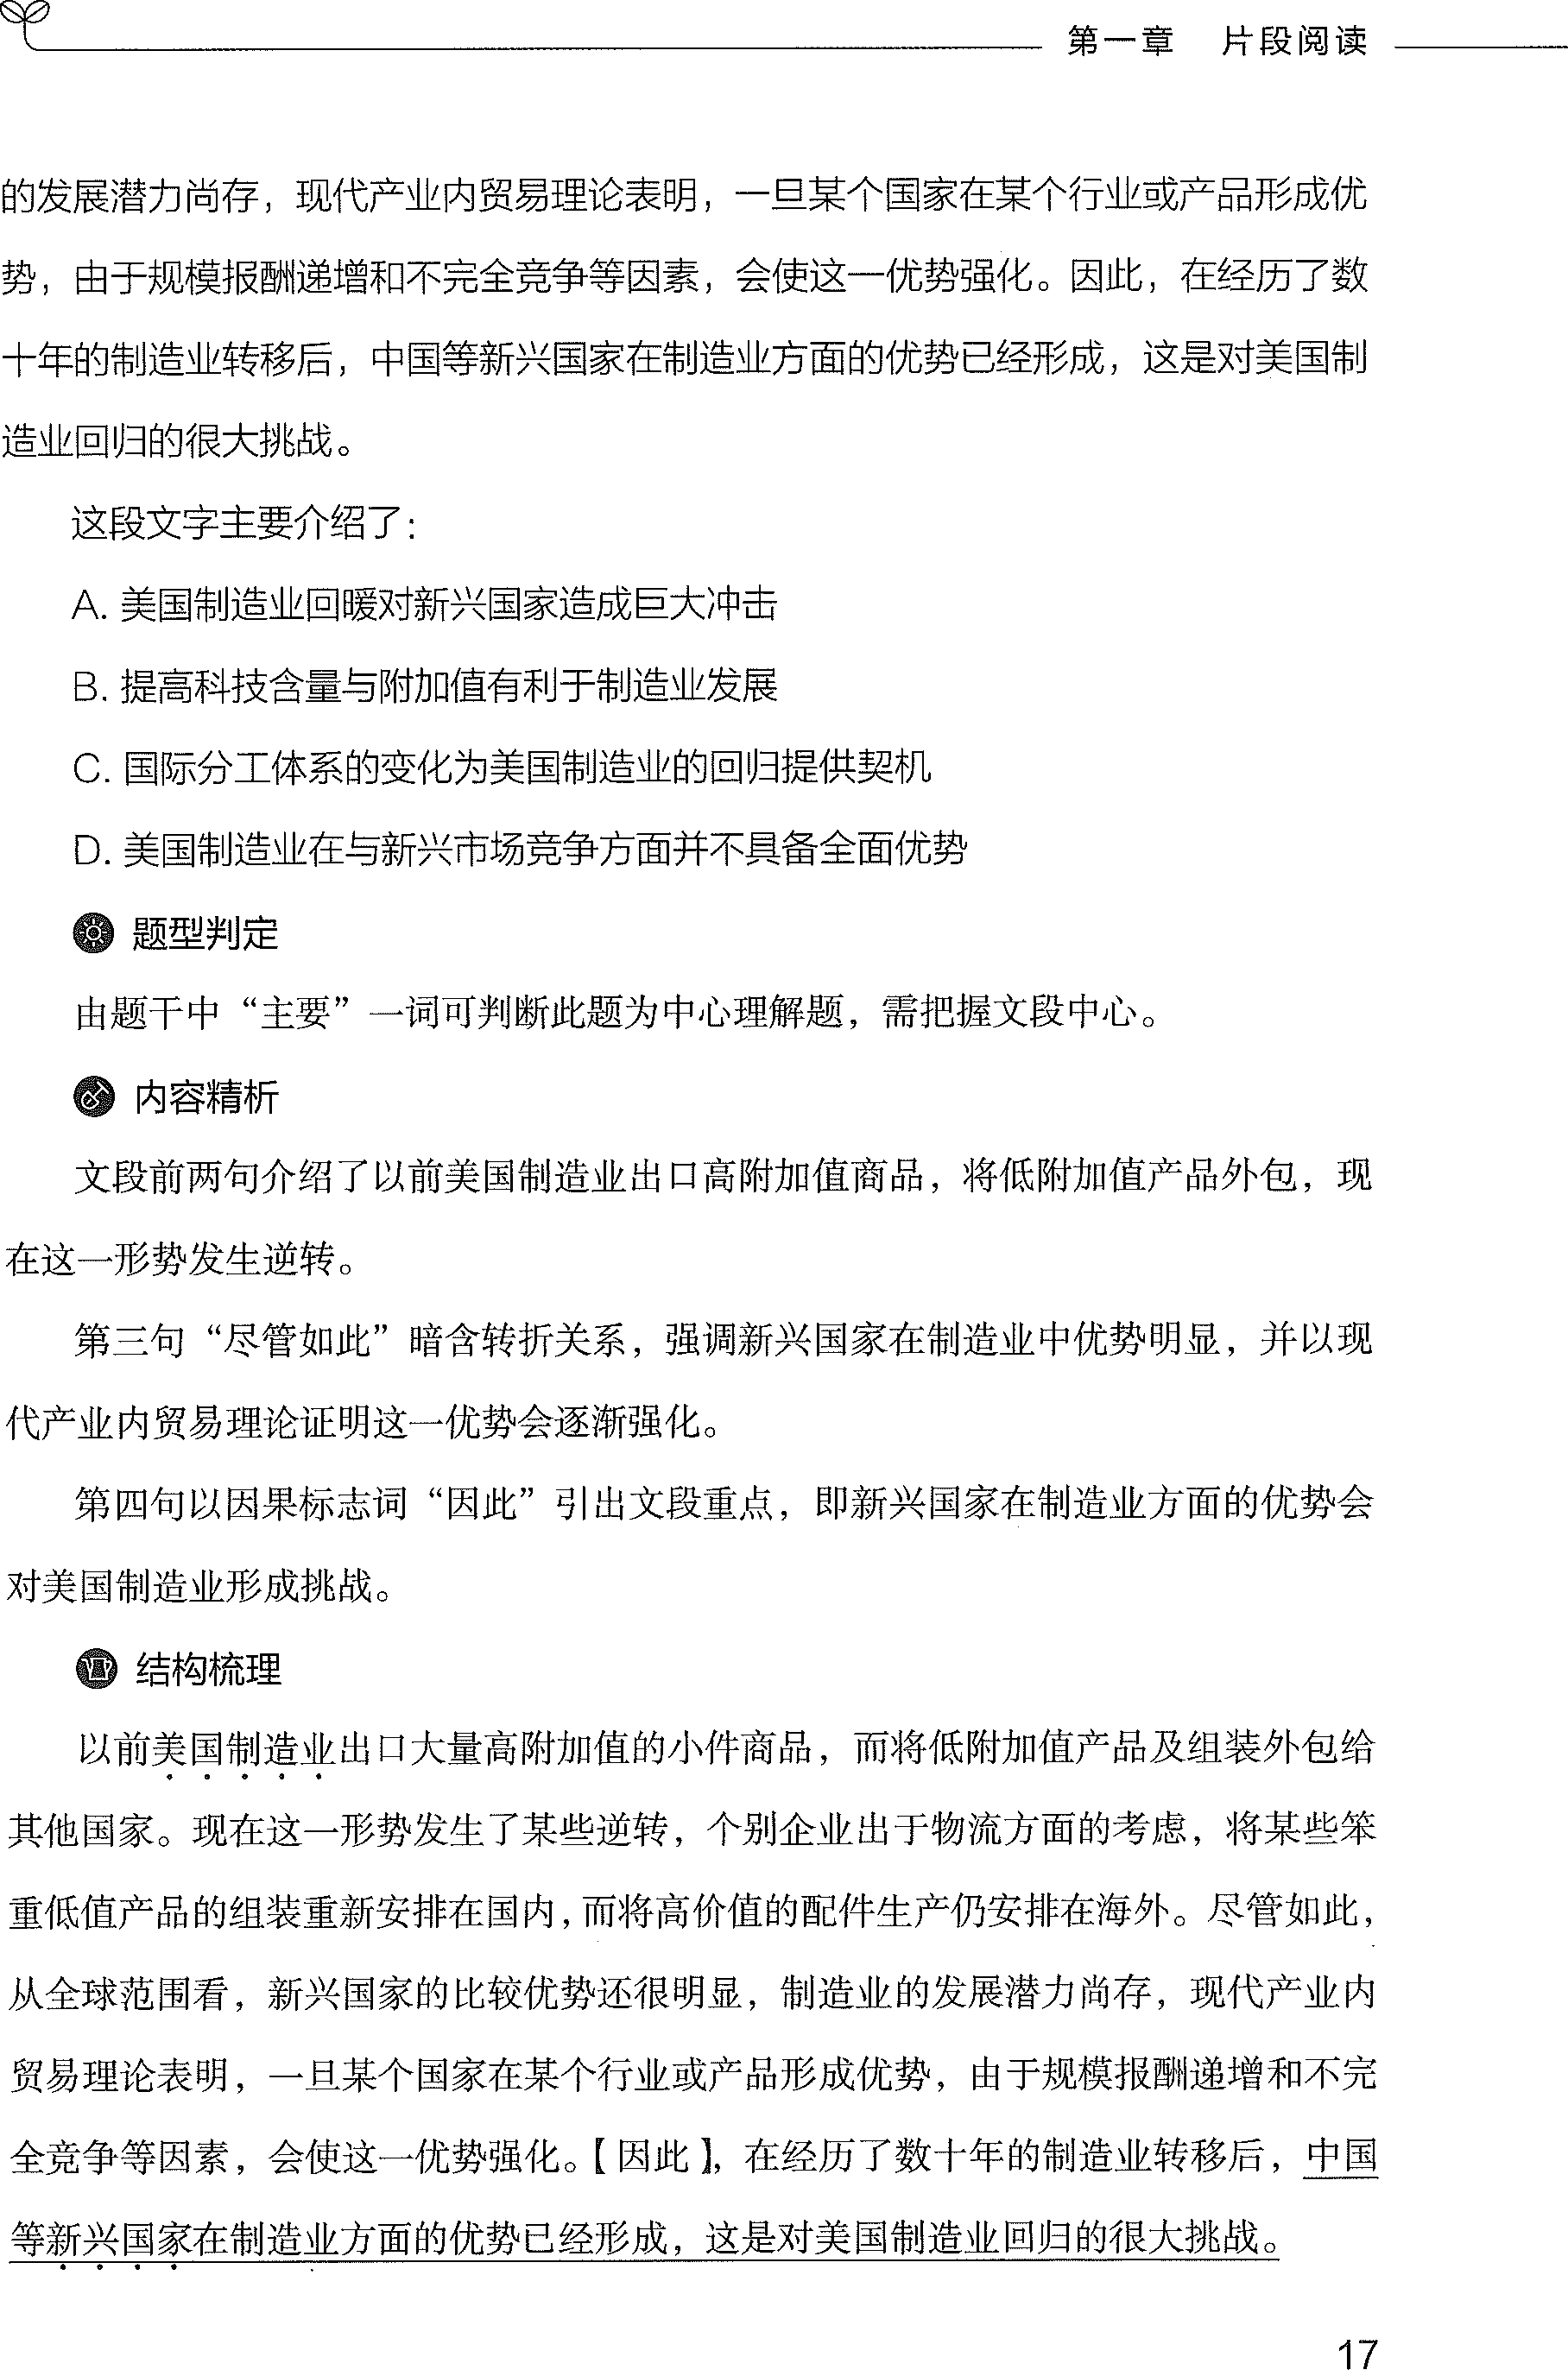 第一章 片段阅读
的发展潜力尚存，现代产业内贸易理论表明，一旦某个国家在某个行业或产品形成优
势，由于规模报酬递增和不完全竞争等因素，会使这一优势强化。因此，在经历了数
十年的制造业转移后，中国等新兴国家在制造业方面的优势已经形成，这是对美国制
造业回归的很大挑战。
这段文字主要介绍了：
A. 美国制造业回暖对新兴国家造成巨大冲击
B. 提高科技含量与附加值有利于制造业发展
C. 国际分工体系的变化为美国制造业的回归提供契机
D. 美国制造业在与新兴市场竞争方面并不具备全面优势
题型判定
由题干中“主要”一词可判断此题为中心理解题，需把握文段中心。
内容精析
文段前两句介绍了以前美国制造业出口高附加值商品，将低附加值产品外包，现
在这一形势发生逆转。
第三句“尽管如此”暗含转折关系，强调新兴国家在制造业中优势明显，并以现
代产业内贸易理论证明这一优势会逐渐强化。
第四句以因果标志词“因此”引出文段重点，即新兴国家在制造业方面的优势会
对美国制造业形成挑战。
结构梳理
以前美国制造业出口大量高附加值的小件商品，而将低附加值产品及组装外包给
其他国家。现在这一形势发生了某些逆转，个别企业出于物流方面的考虑，将某些笨
重低值产品的组装重新安排在国内，而将高价值的配件生产仍安排在海外。尽管如此，
从全球范围看，新兴国家的比较优势还很明显，制造业的发展潜力尚存，现代产业内
贸易理论表明，一旦某个国家在某个行业或产品形成优势，由于规模报酬递增和不完
全竞争等因素，会使这一优势强化。【因此】，在经历了数十年的制造业转移后，中国
等新兴国家在制造业方面的优势已经形成，这是对美国制造业回归的很大挑战。
17